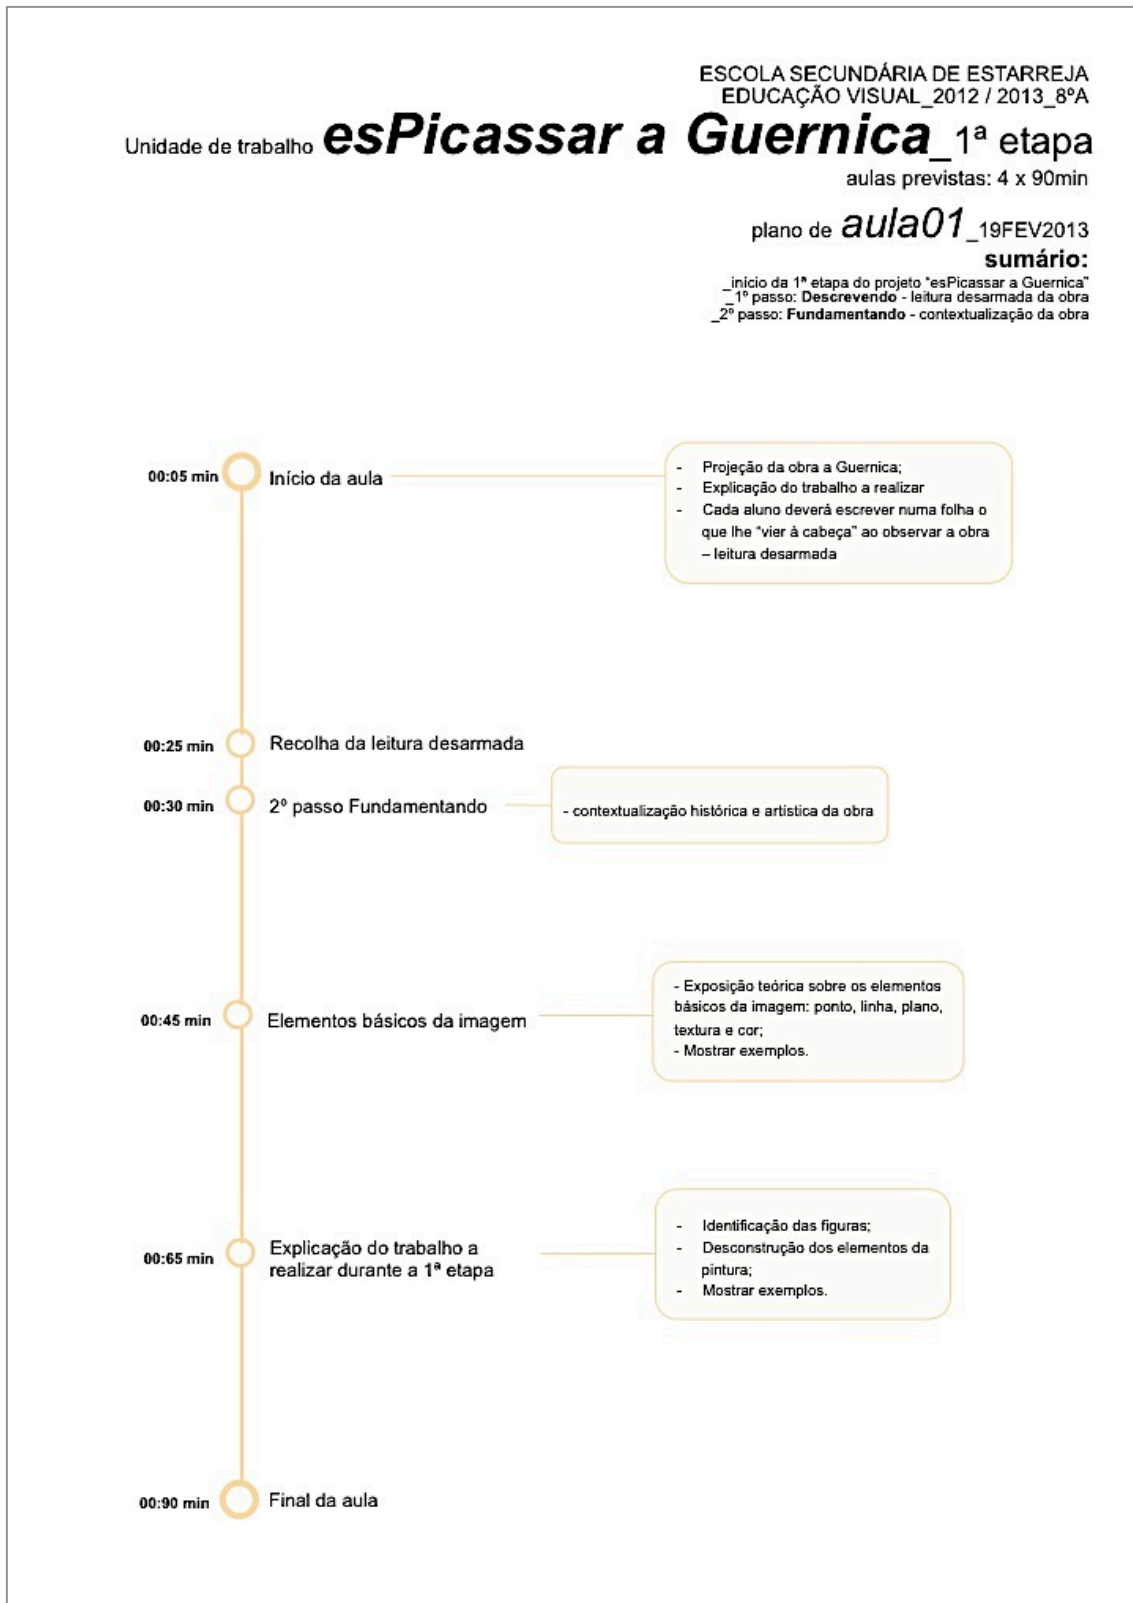 ESCOLA SECUNDÁRIA DE ESTARREJA
EDUCAÇÃO VISUAL_2012 / 2013_8ºA
Unidade de trabalho esPicassar a Guernica_1ª etapa
aulas previstas: 4 x 90min
plano de aula01_19FEV2013
sumário:
_início da 1ª etapa do projeto "esPicassar a Guernica"
_1º passo: Descrevendo - leitura desarmada da obra
_2º passo: Fundamentando - contextualização da obra
00:05 min Início da aula
- Projeção da obra a Guernica;
- Explicação do trabalho a realizar
- Cada aluno deverá escrever numa folha o
que lhe "vier à cabeça" ao observar a obra
– leitura desarmada
00:25 min Recolha da leitura desarmada
00:30 min 2º passo Fundamentando
- contextualização histórica e artística da obra
00:45 min Elementos básicos da imagem
- Exposição teórica sobre os elementos
básicos da imagem: ponto, linha, plano,
textura e cor;
- Mostrar exemplos.
00:65 min Explicação do trabalho a
realizar durante a 1ª etapa
- Identificação das figuras;
- Desconstrução dos elementos da
pintura;
- Mostrar exemplos.
00:90 min Final da aula